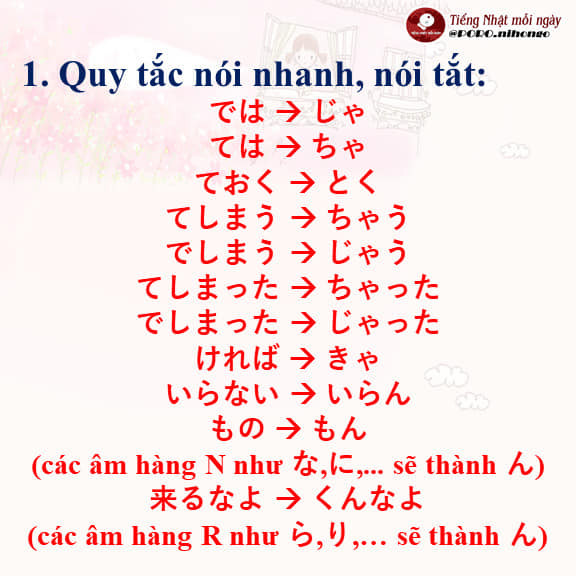 Tiếng Nhật mỗi ngày
@PORO.nihongo
1. Quy tắc nói nhanh, nói tắt:
では → じゃ
ては → ちゃ
ておく → とく
てしまう → ちゃう
でしまう → じゃう
てしまった → ちゃった
でしまった → じゃった
ければ → きゃ
いらない → いらん
もの → もん
(các âm hàng N như な,に,... sẽ thành ん)
来るなよ → くんなよ
(các âm hàng R như ら,り,… sẽ thành ん)